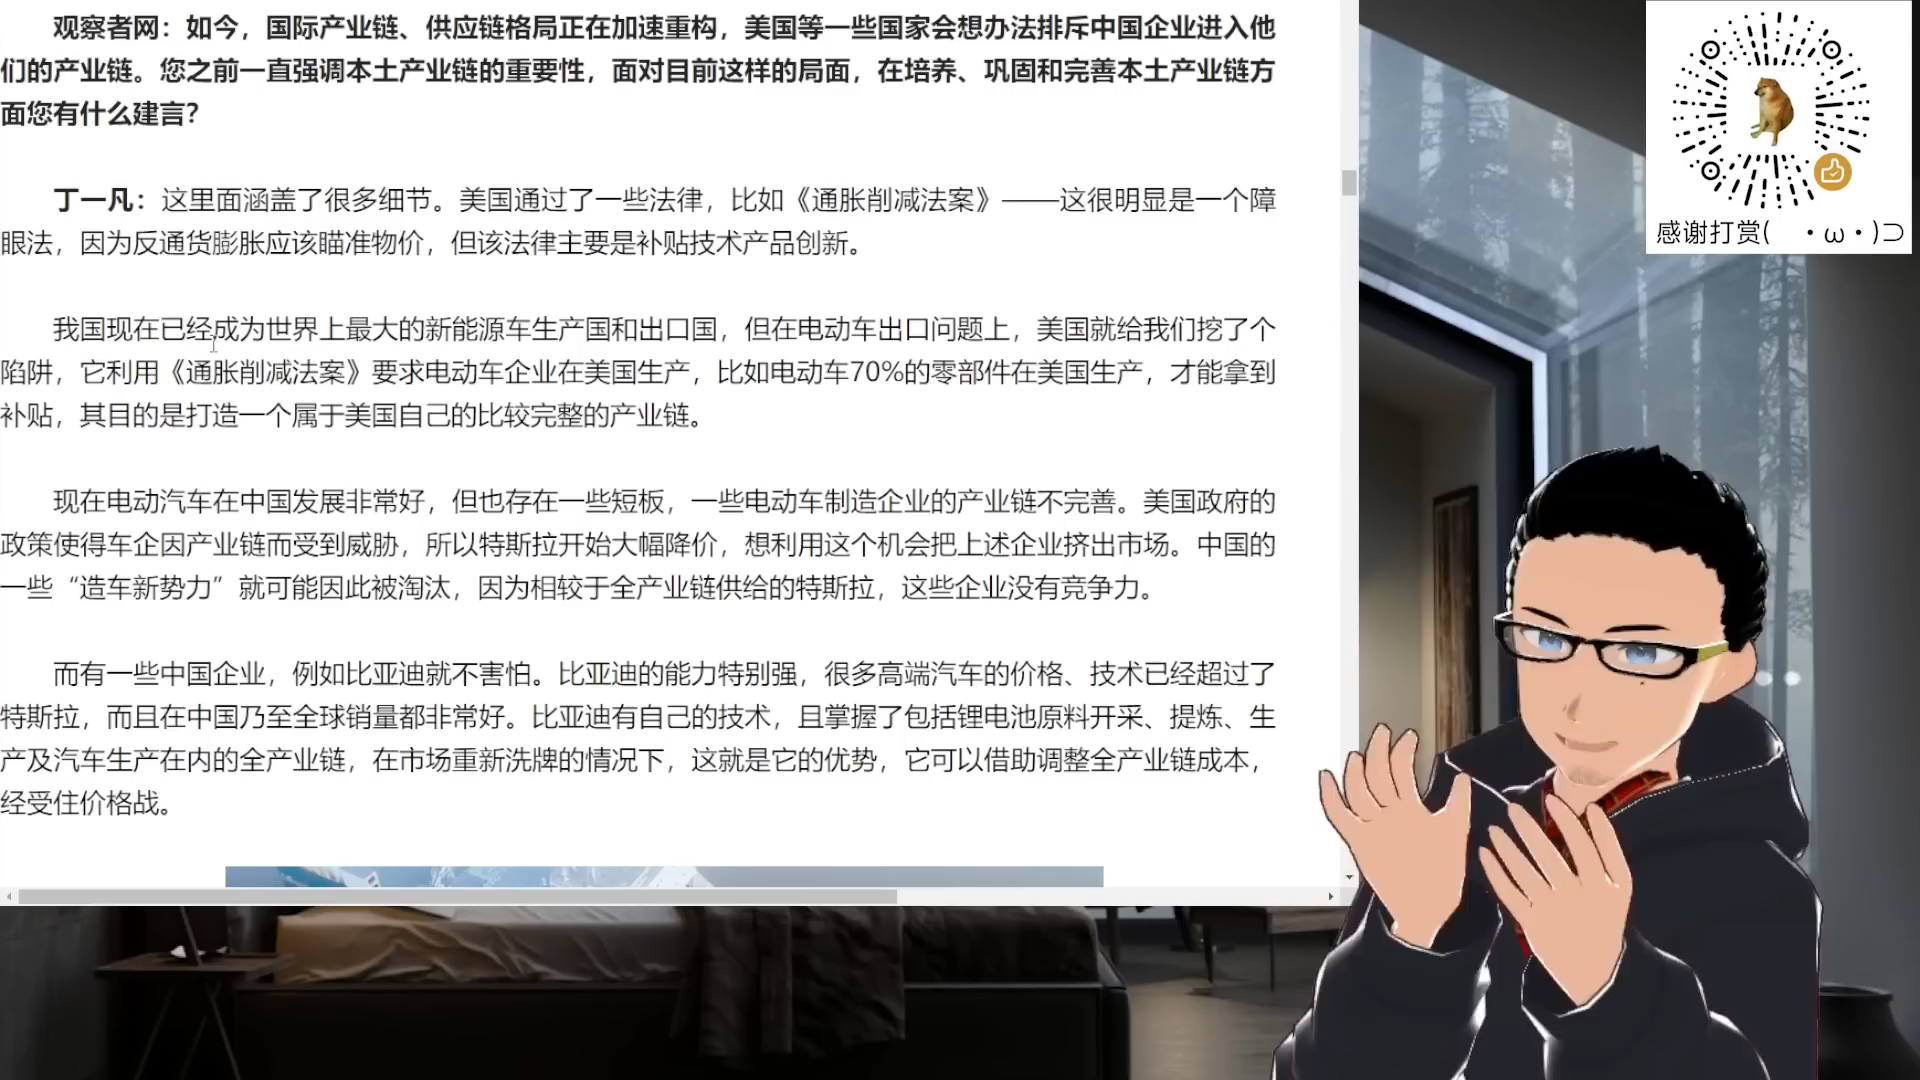 观察者网：如今，国际产业链、供应链格局正在加速重构，美国等一些国家会想办法排斥中国企业进入他
们的产业链。您之前一直强调本土产业链的重要性，面对目前这样的局面，在培养、巩固和完善本土产业链方
面您有什么建言？
丁一凡：这里面涵盖了很多细节。美国通过了一些法律，比如《通胀削减法案》——这很明显是一个障
眼法，因为反通货膨胀应该瞄准物价，但该法律主要是补贴技术产品创新。
我国现在已经成为世界上最大的新能源车生产国和出口国，但在电动车出口问题上，美国就给我们挖了个
陷阱，它利用《通胀削减法案》要求电动车企业在美国生产，比如电动车70%的零部件在美国生产，才能拿到
补贴，其目的是打造一个属于美国自己的比较完整的产业链。
现在电动汽车在中国发展非常好，但也存在一些短板，一些电动车制造企业的产业链不完善。美国政府的
政策使得车企因产业链而受到威胁，所以特斯拉开始大幅降价，想利用这个机会把上述企业挤出市场。中国的
一些“造车新势力”就可能因此被淘汰，因为相较于全产业链供给的特斯拉，这些企业没有竞争力。
而有一些中国企业，例如比亚迪就不害怕。比亚迪的能力特别强，很多高端汽车的价格、技术已经超过了
特斯拉，而且在中国乃至全球销量都非常好。比亚迪有自己的技术，且掌握了包括锂电池原料开采、提炼、生
产及汽车生产在内的全产业链，在市场重新洗牌的情况下，这就是它的优势，它可以借助调整全产业链成本，
经受住价格战。
感谢打赏(　・ω・)⊃